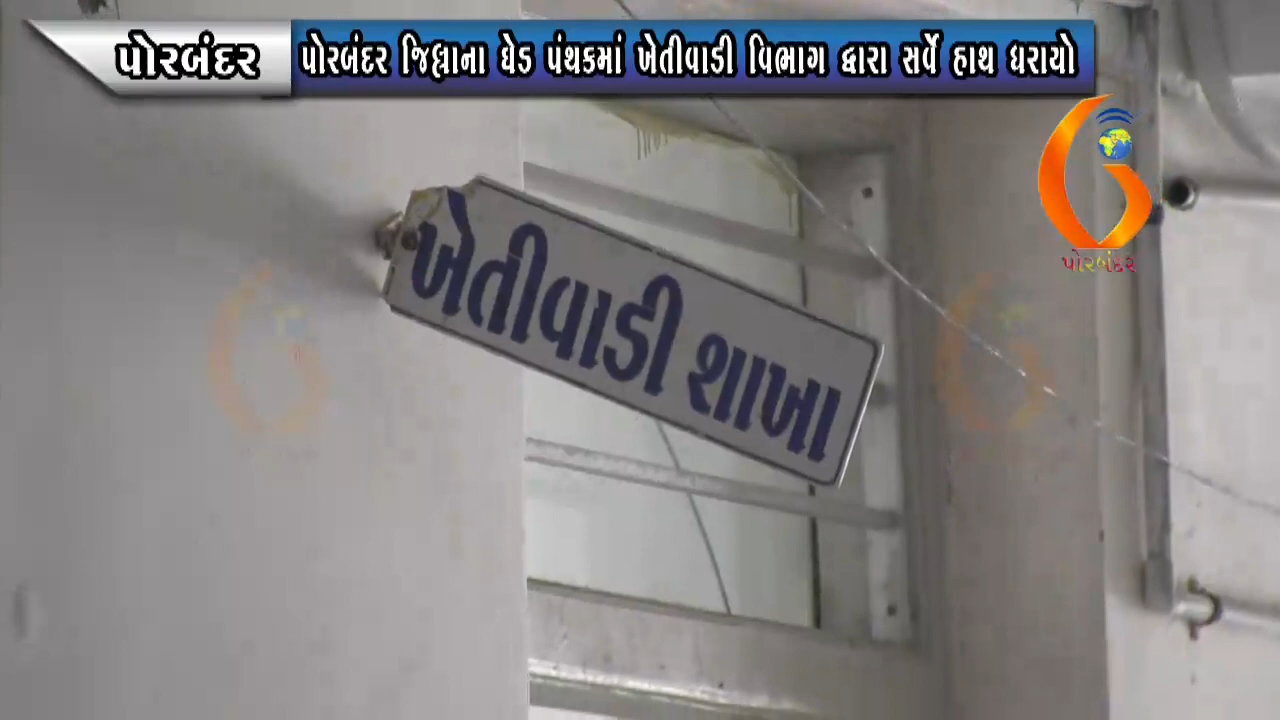 પોરબંદર
પોરબંદર જિલ્લાના ઘેડ પંથકમાં ખેતીવાડી વિભાગ દ્વારા સર્વે હાથ ધરાયો
પોરબંદર
ખેતીવાડી શાખા